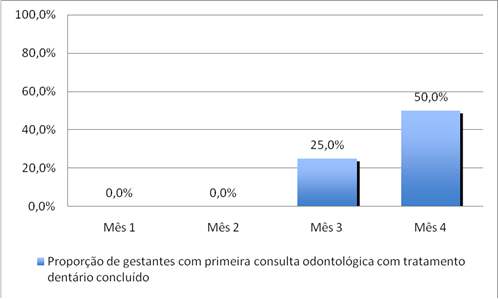 100,0%
80,0%
60,0%
40,0%
20,0%
0,0%
0,0%
0,0%
25,0%
50,0%
Mês 1
Mês 2
Mês 3
Mês 4
Proporção de gestantes com primeira consulta odontológica com tratamento
dentário concluído